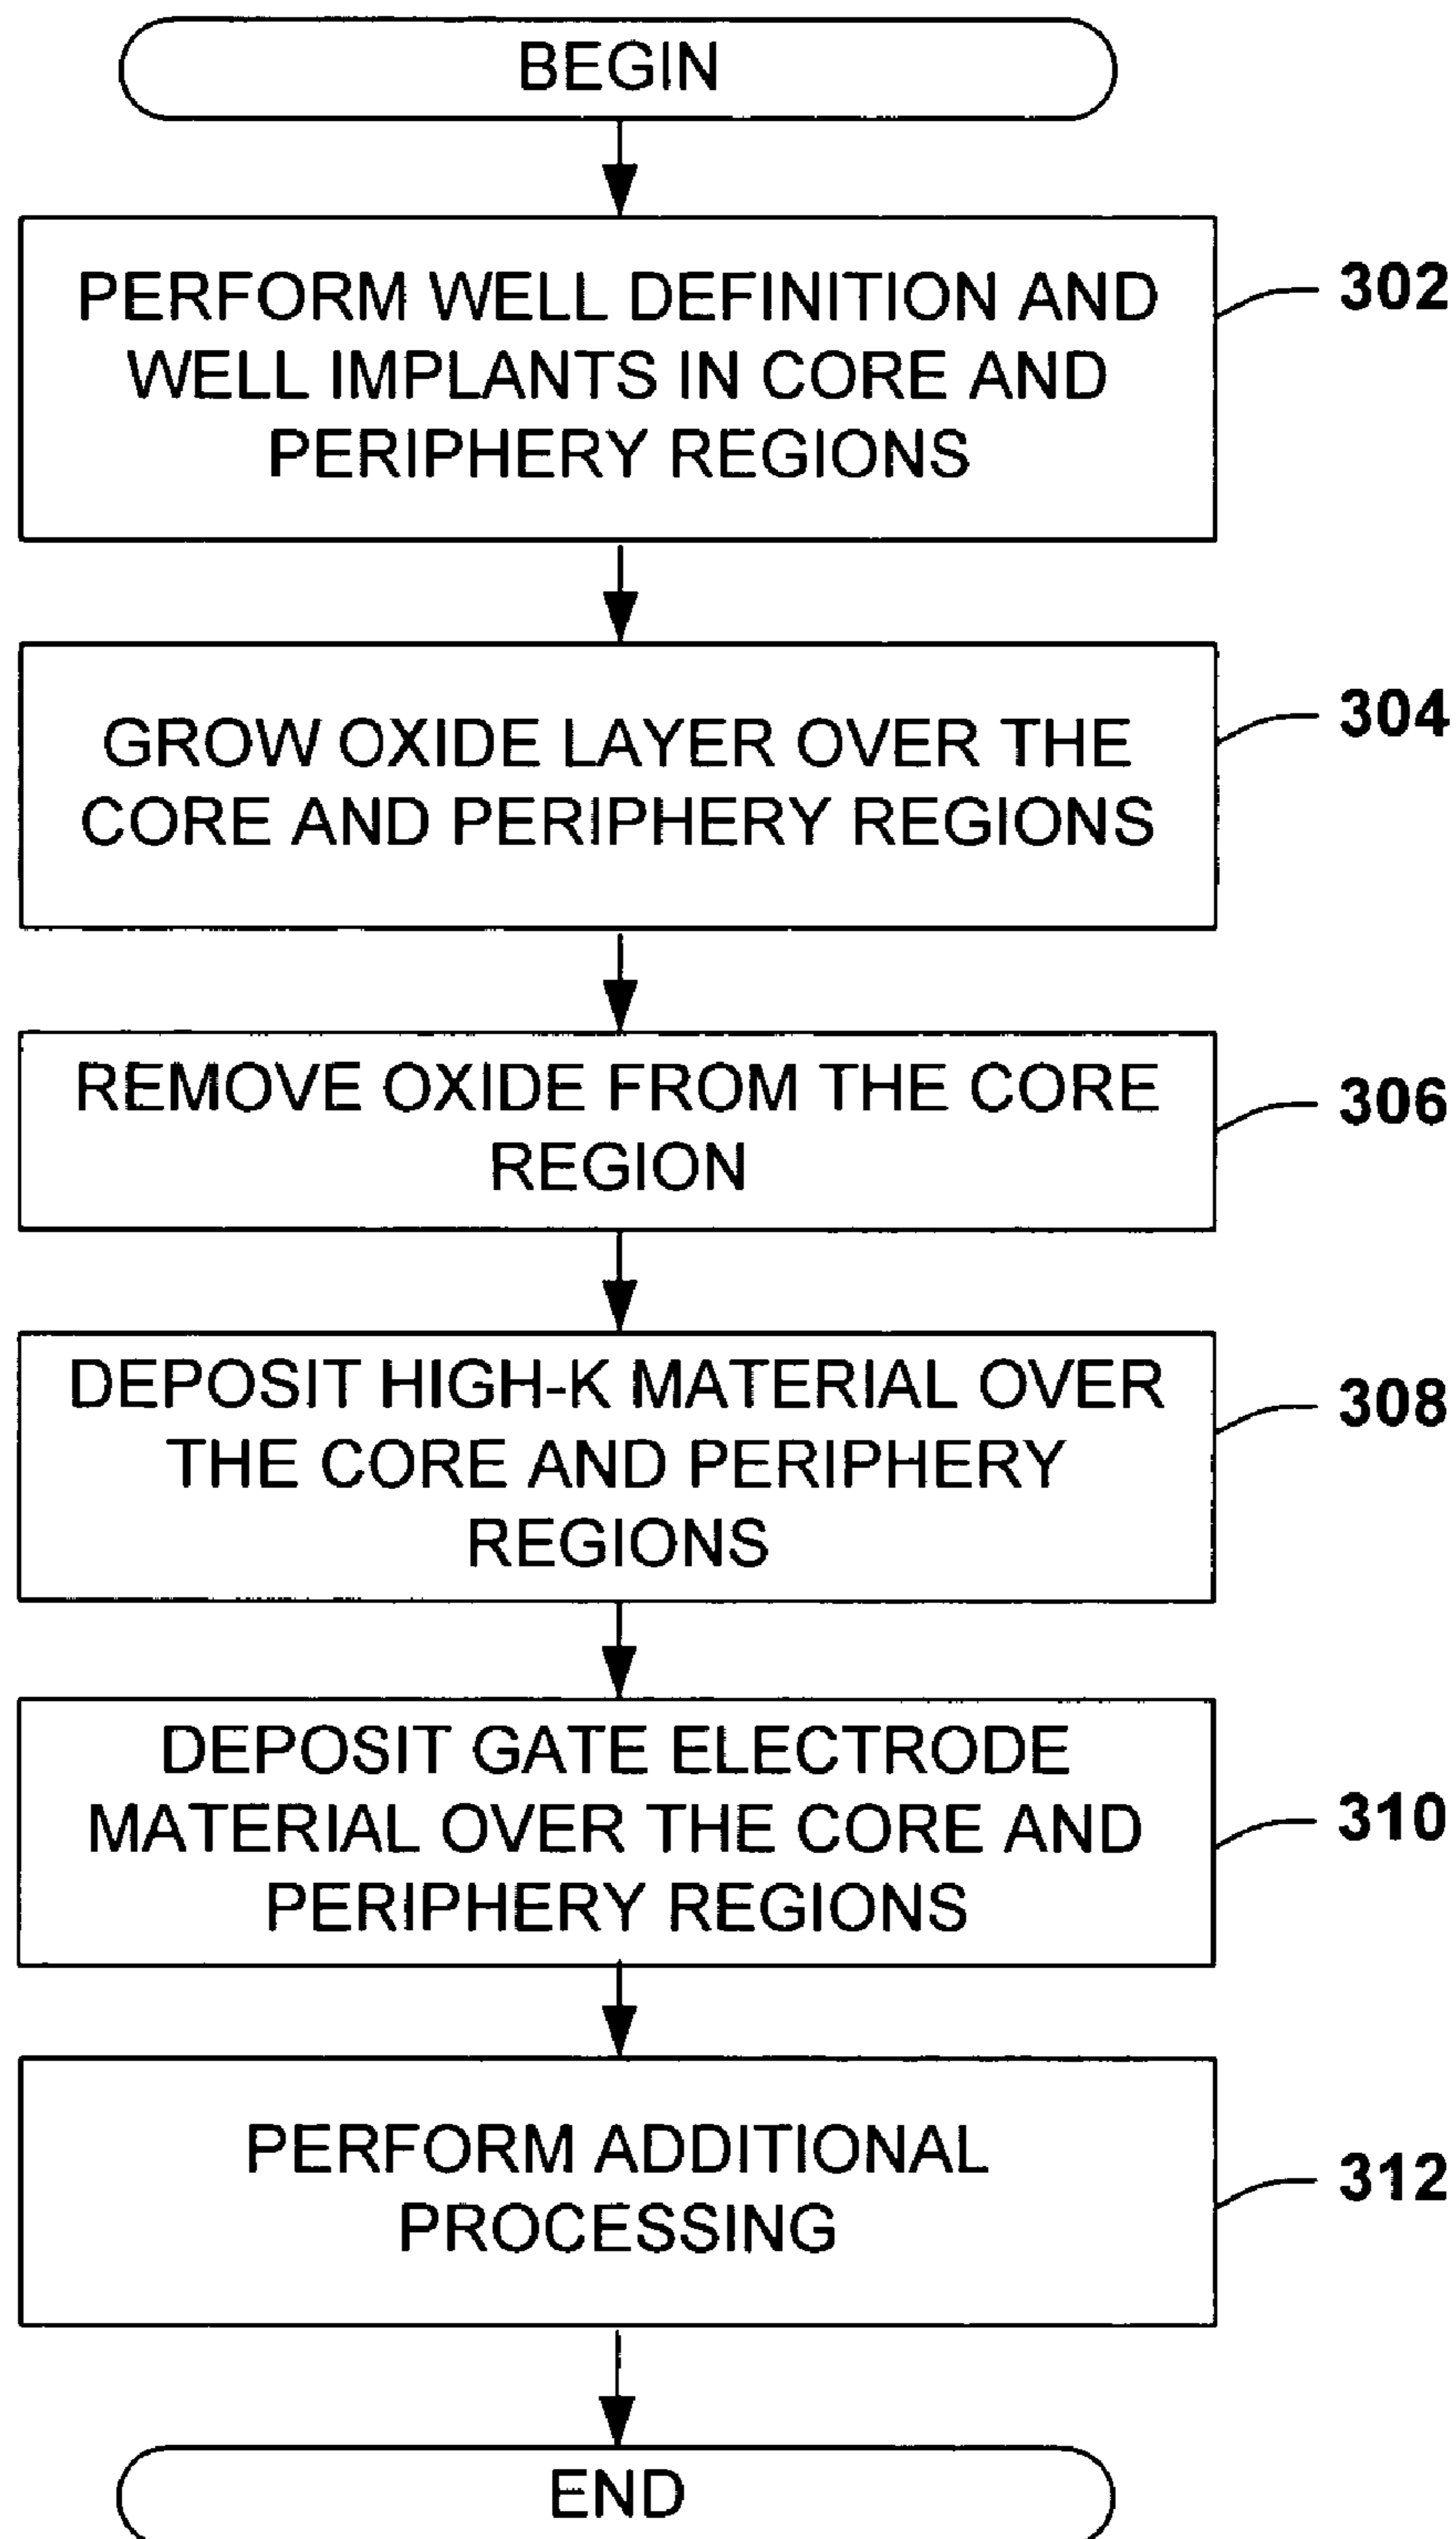 BEGIN
PERFORM WELL DEFINITION AND
WELL IMPLANTS IN CORE AND
PERIPHERY REGIONS
302
GROW OXIDE LAYER OVER THE
CORE AND PERIPHERY REGIONS
304
REMOVE OXIDE FROM THE CORE
REGION
306
DEPOSIT HIGH-K MATERIAL OVER
THE CORE AND PERIPHERY
REGIONS
308
DEPOSIT GATE ELECTRODE
MATERIAL OVER THE CORE AND
PERIPHERY REGIONS
310
PERFORM ADDITIONAL
PROCESSING
312
END